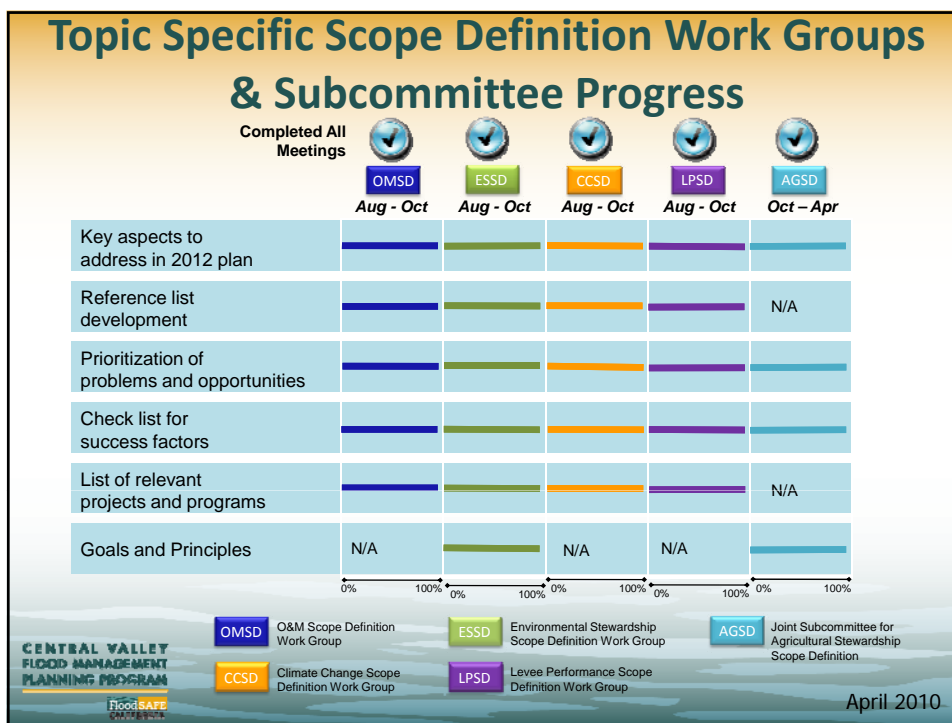 Topic Specific Scope Definition Work Groups
& Subcommittee Progress
Completed All
Meetings
OMSD ESSD CCSD LPSD AGSD
Aug - Oct Aug - Oct Aug - Oct Aug - Oct Oct – Apr
Key aspects to
address in 2012 plan
Reference list
development
N/A
Prioritization of
problems and opportunities
Check list for
success factors
List of relevant
projects and programs
N/A
Goals and Principles
N/A N/A N/A
0% 100% 0% 100% 0% 100% 0% 100% 0% 100%
OMSD O&M Scope Definition
Work Group
ESSD Environmental Stewardship
Scope Definition Work Group
AGSD Joint Subcommittee for
Agricultural Stewardship
Scope Definition
CCSD Climate Change Scope
Definition Work Group
LPSD Levee Performance Scope
Definition Work Group
CENTRAL VALLEY
FLOOD MANAGEMENT
PLANNING PROGRAM
FloodSAFE
CALIFORNIA
April 2010